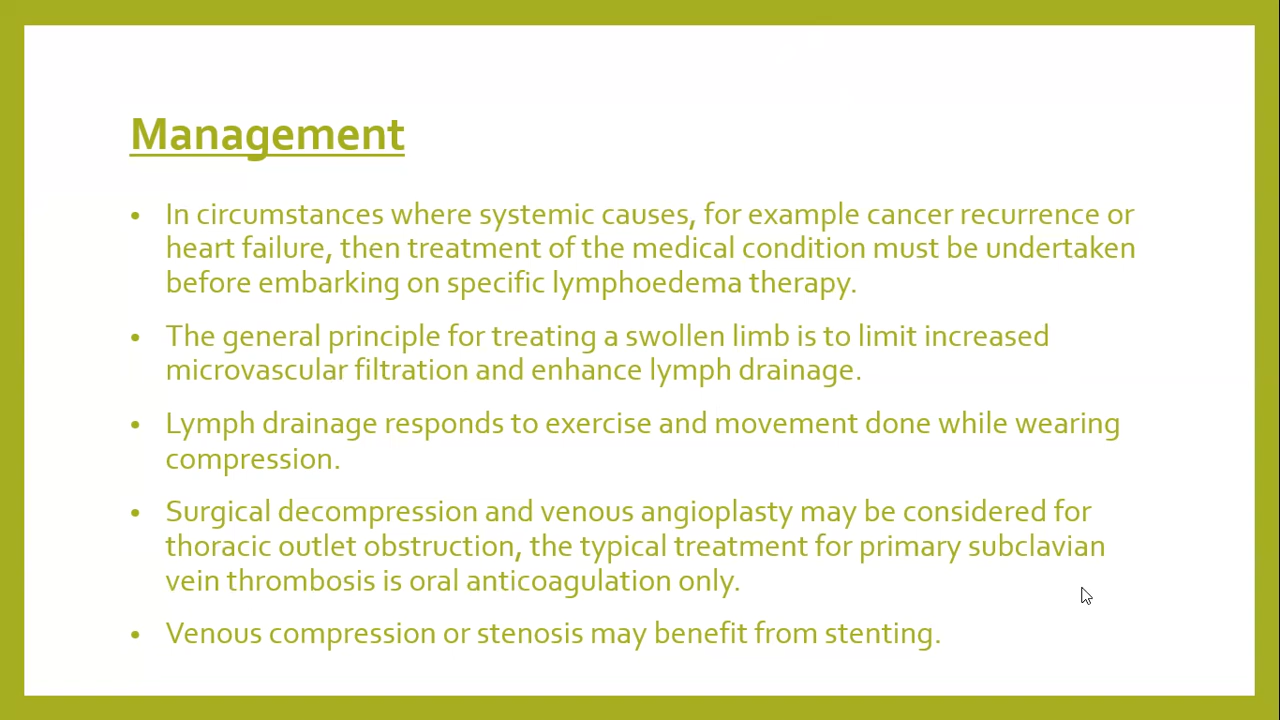 Management
• In circumstances where systemic causes, for example cancer recurrence or
heart failure, then treatment of the medical condition must be undertaken
before embarking on specific lymphoedema therapy.
• The general principle for treating a swollen limb is to limit increased
microvascular filtration and enhance lymph drainage.
• Lymph drainage responds to exercise and movement done while wearing
compression.
• Surgical decompression and venous angioplasty may be considered for
thoracic outlet obstruction, the typical treatment for primary subclavian
vein thrombosis is oral anticoagulation only.
• Venous compression or stenosis may benefit from stenting.